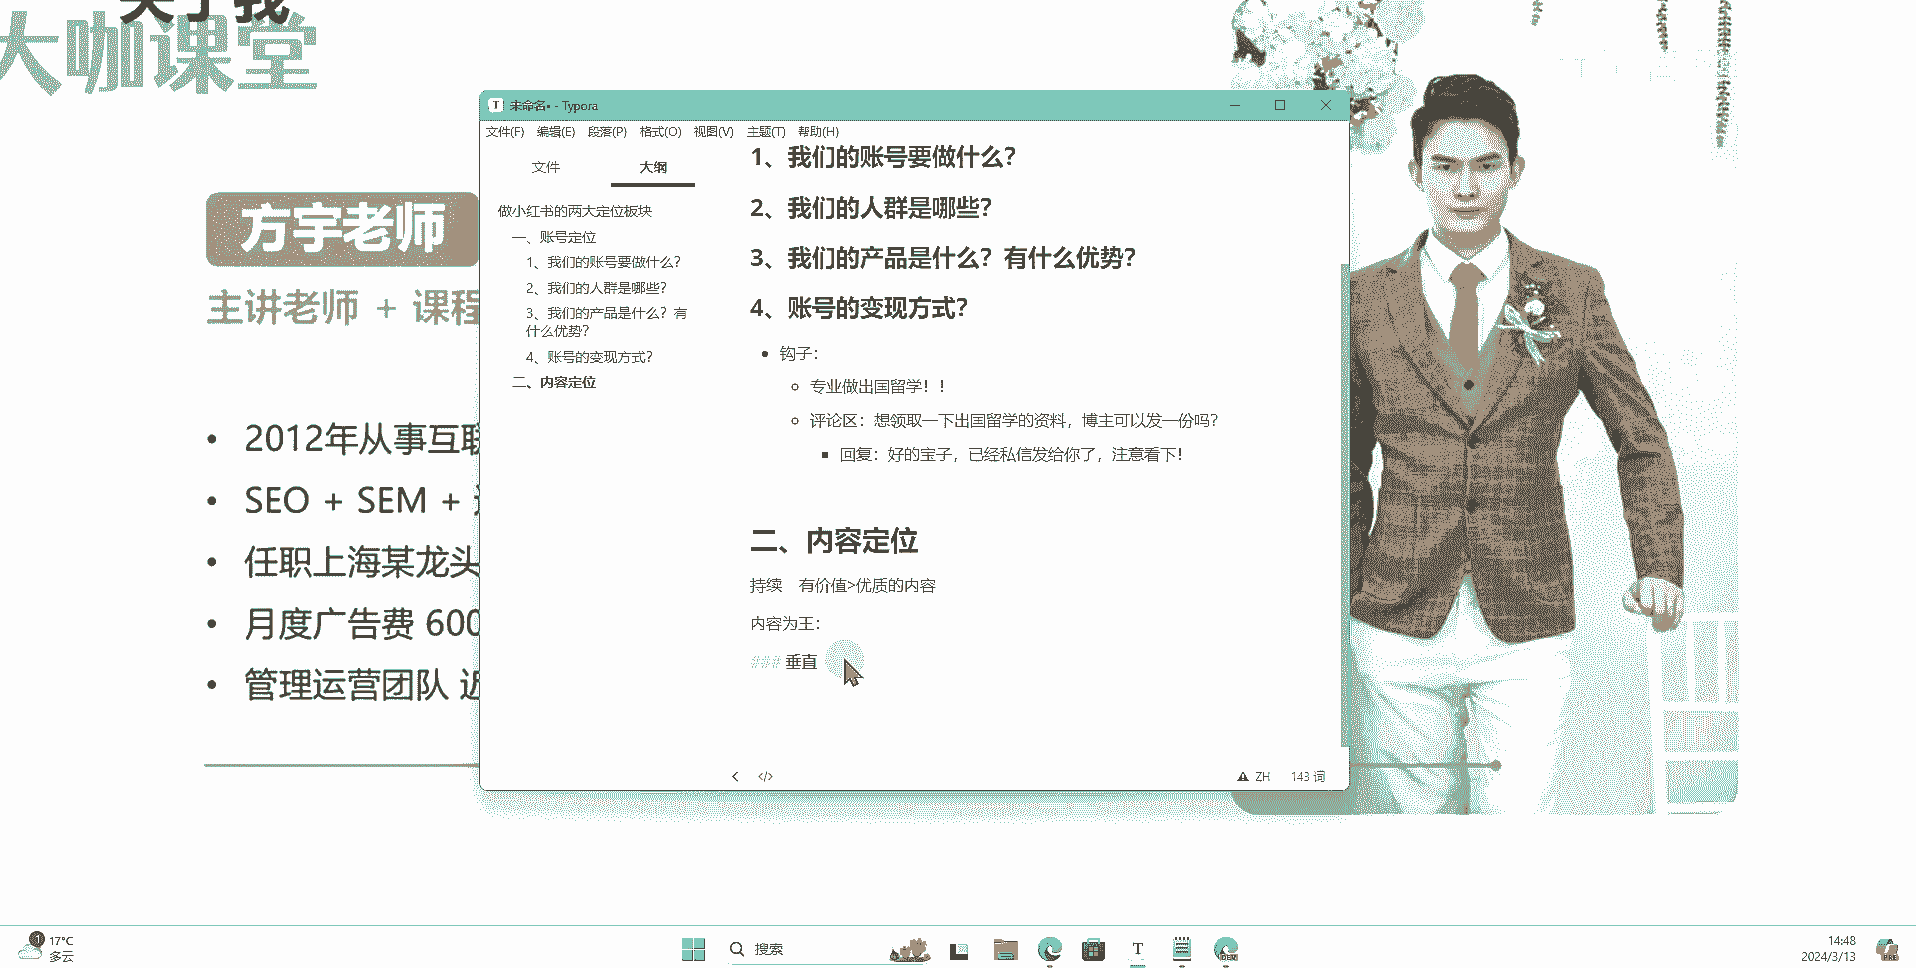 关于我
大咖课堂
方宇老师
主讲老师 + 课程
• 2012年从事互联
• SEO + SEM +
• 任职上海某龙头
• 月度广告费 600
• 管理运营团队 近
未命名• - Typora
文件(F) 编辑(E) 段落(P) 格式(O) 视图(V) 主题(T) 帮助(H)
文件 大纲
做小红书的两大定位板块
一、账号定位
1、我们的账号要做什么?
2、我们的人群是哪些?
3、我们的产品是什么? 有
什么优势?
4、账号的变现方式?
二、内容定位
1、我们的账号要做什么?
2、我们的人群是哪些?
3、我们的产品是什么? 有什么优势?
4、账号的变现方式?
• 钩子:
专业做出国留学! !
评论区: 想领取一下出国留学的资料, 博主可以发一份吗?
回复: 好的宝子, 已经私信发给你了, 注意看下!
二、内容定位
持续 有价值>优质的内容
内容为王:
### 垂直
</> ZH 143 词
1 17°C
多云
搜索
14:48
2024/3/13